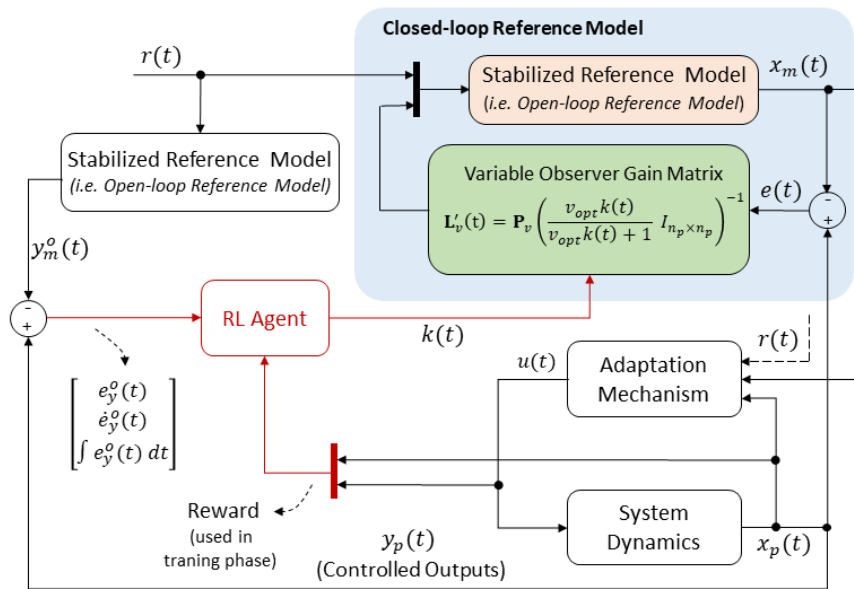 Closed-loop Reference Model
r(t)
Stabilized Reference Model
(i.e. Open-loop Reference Model)
x_m(t)
Stabilized Reference Model
(i.e. Open-loop Reference Model)
Variable Observer Gain Matrix
L′_v(t) = P_v ( v_opt k(t) / v_opt k(t) + 1 I_{n_p×n_p} )^{−1}
e(t)
-
+
y_m^o(t)
-
+
RL Agent
k(t)
r(t)
u(t)
Adaptation
Mechanism
e_y^o(t)
ė_y^o(t)
∫ e_y^o(t) dt
Reward
(used in
traning phase)
System
Dynamics
y_p(t)
(Controlled Outputs)
x_p(t)